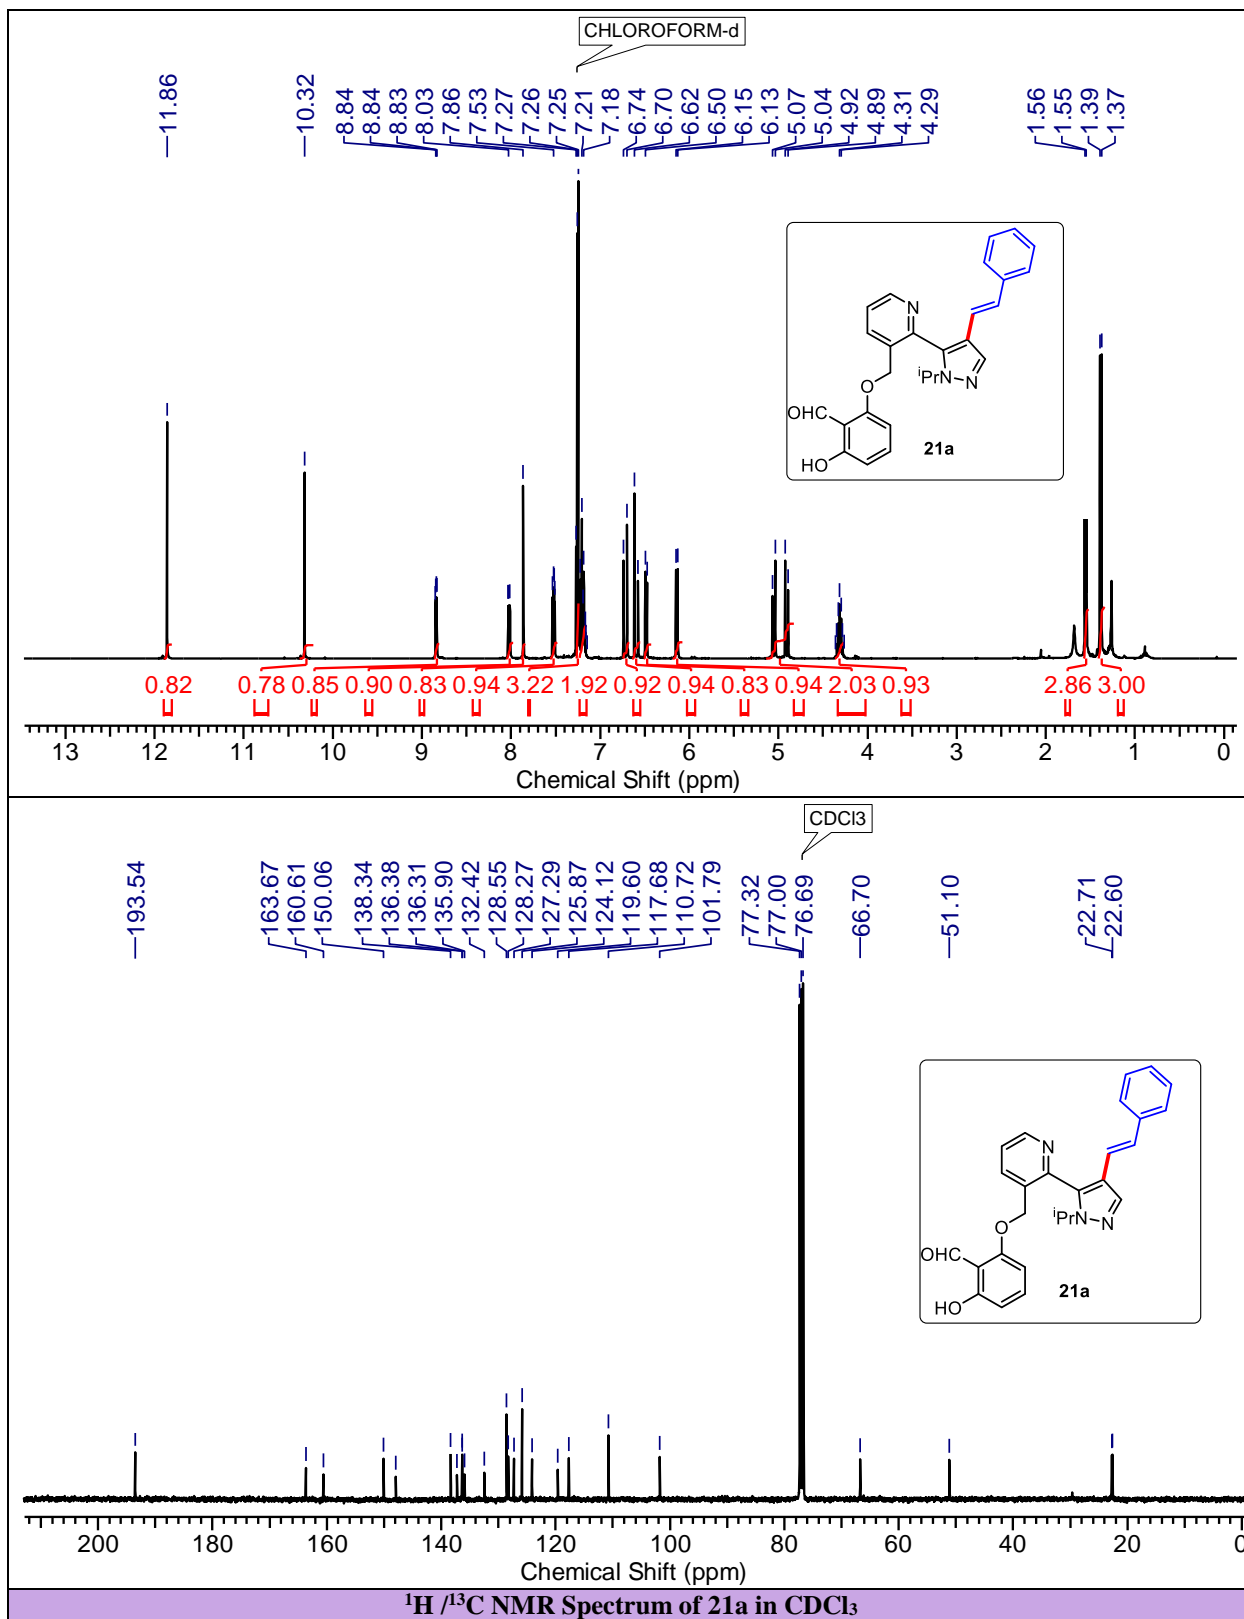 CHLOROFORM-d
11.86
10.32
8.84
8.84
8.83
8.03
7.86
7.53
7.27
7.26
7.25
7.21
7.18
6.74
6.70
6.62
6.50
6.15
6.13
5.07
5.04
4.92
4.89
4.31
4.29
1.56
1.55
1.39
1.37
N
iPrN
N
O
OHC
HO
21a
0.82 0.78 0.85 0.90 0.83 0.94 3.22 1.92 0.92 0.94 0.83 0.94 2.03 0.93 2.86 3.00
13 12 11 10 9 8 7 6 5 4 3 2 1 0
Chemical Shift (ppm)
CDCl3
193.54
163.67
160.61
150.06
138.34
136.38
136.31
135.90
132.42
128.55
128.27
127.29
125.87
124.12
119.60
117.68
110.72
101.79
77.32
77.00
76.69
66.70
51.10
22.71
22.60
N
iPrN
N
O
OHC
HO
21a
200 180 160 140 120 100 80 60 40 20 0
Chemical Shift (ppm)
¹H /¹³C NMR Spectrum of 21a in CDCl₃